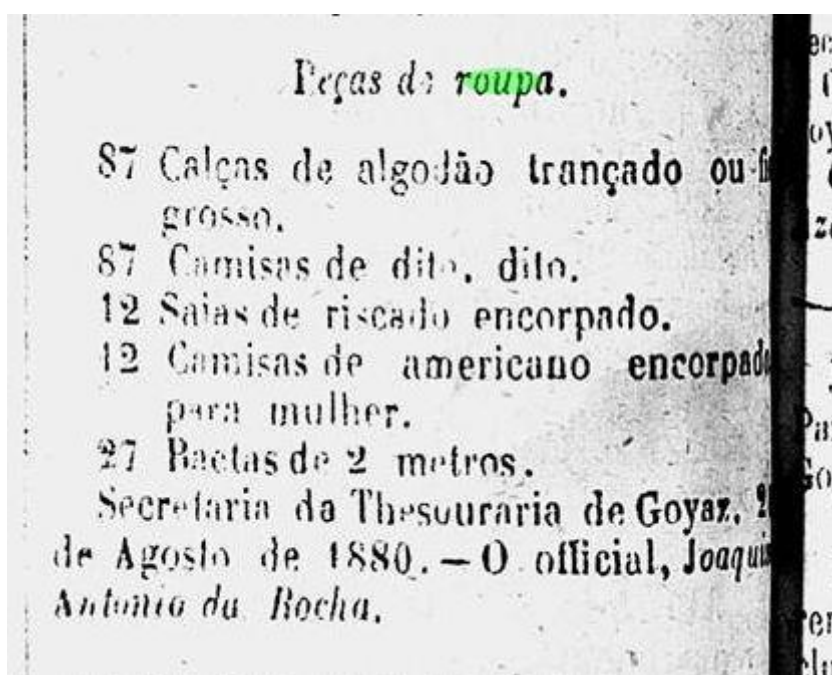 Peças de roupa.
87 Calças de algodão trançado ou
grosso.
87 Camisas de dito, dito.
12 Saias de riscado encorpado.
12 Camisas de americano encorpado
para mulher.
27 Baetas de 2 metros.
Secretaria da Thesouraria de Goyaz,
de Agosto de 1880.—O official, Joaquim
Antonio da Rocha.